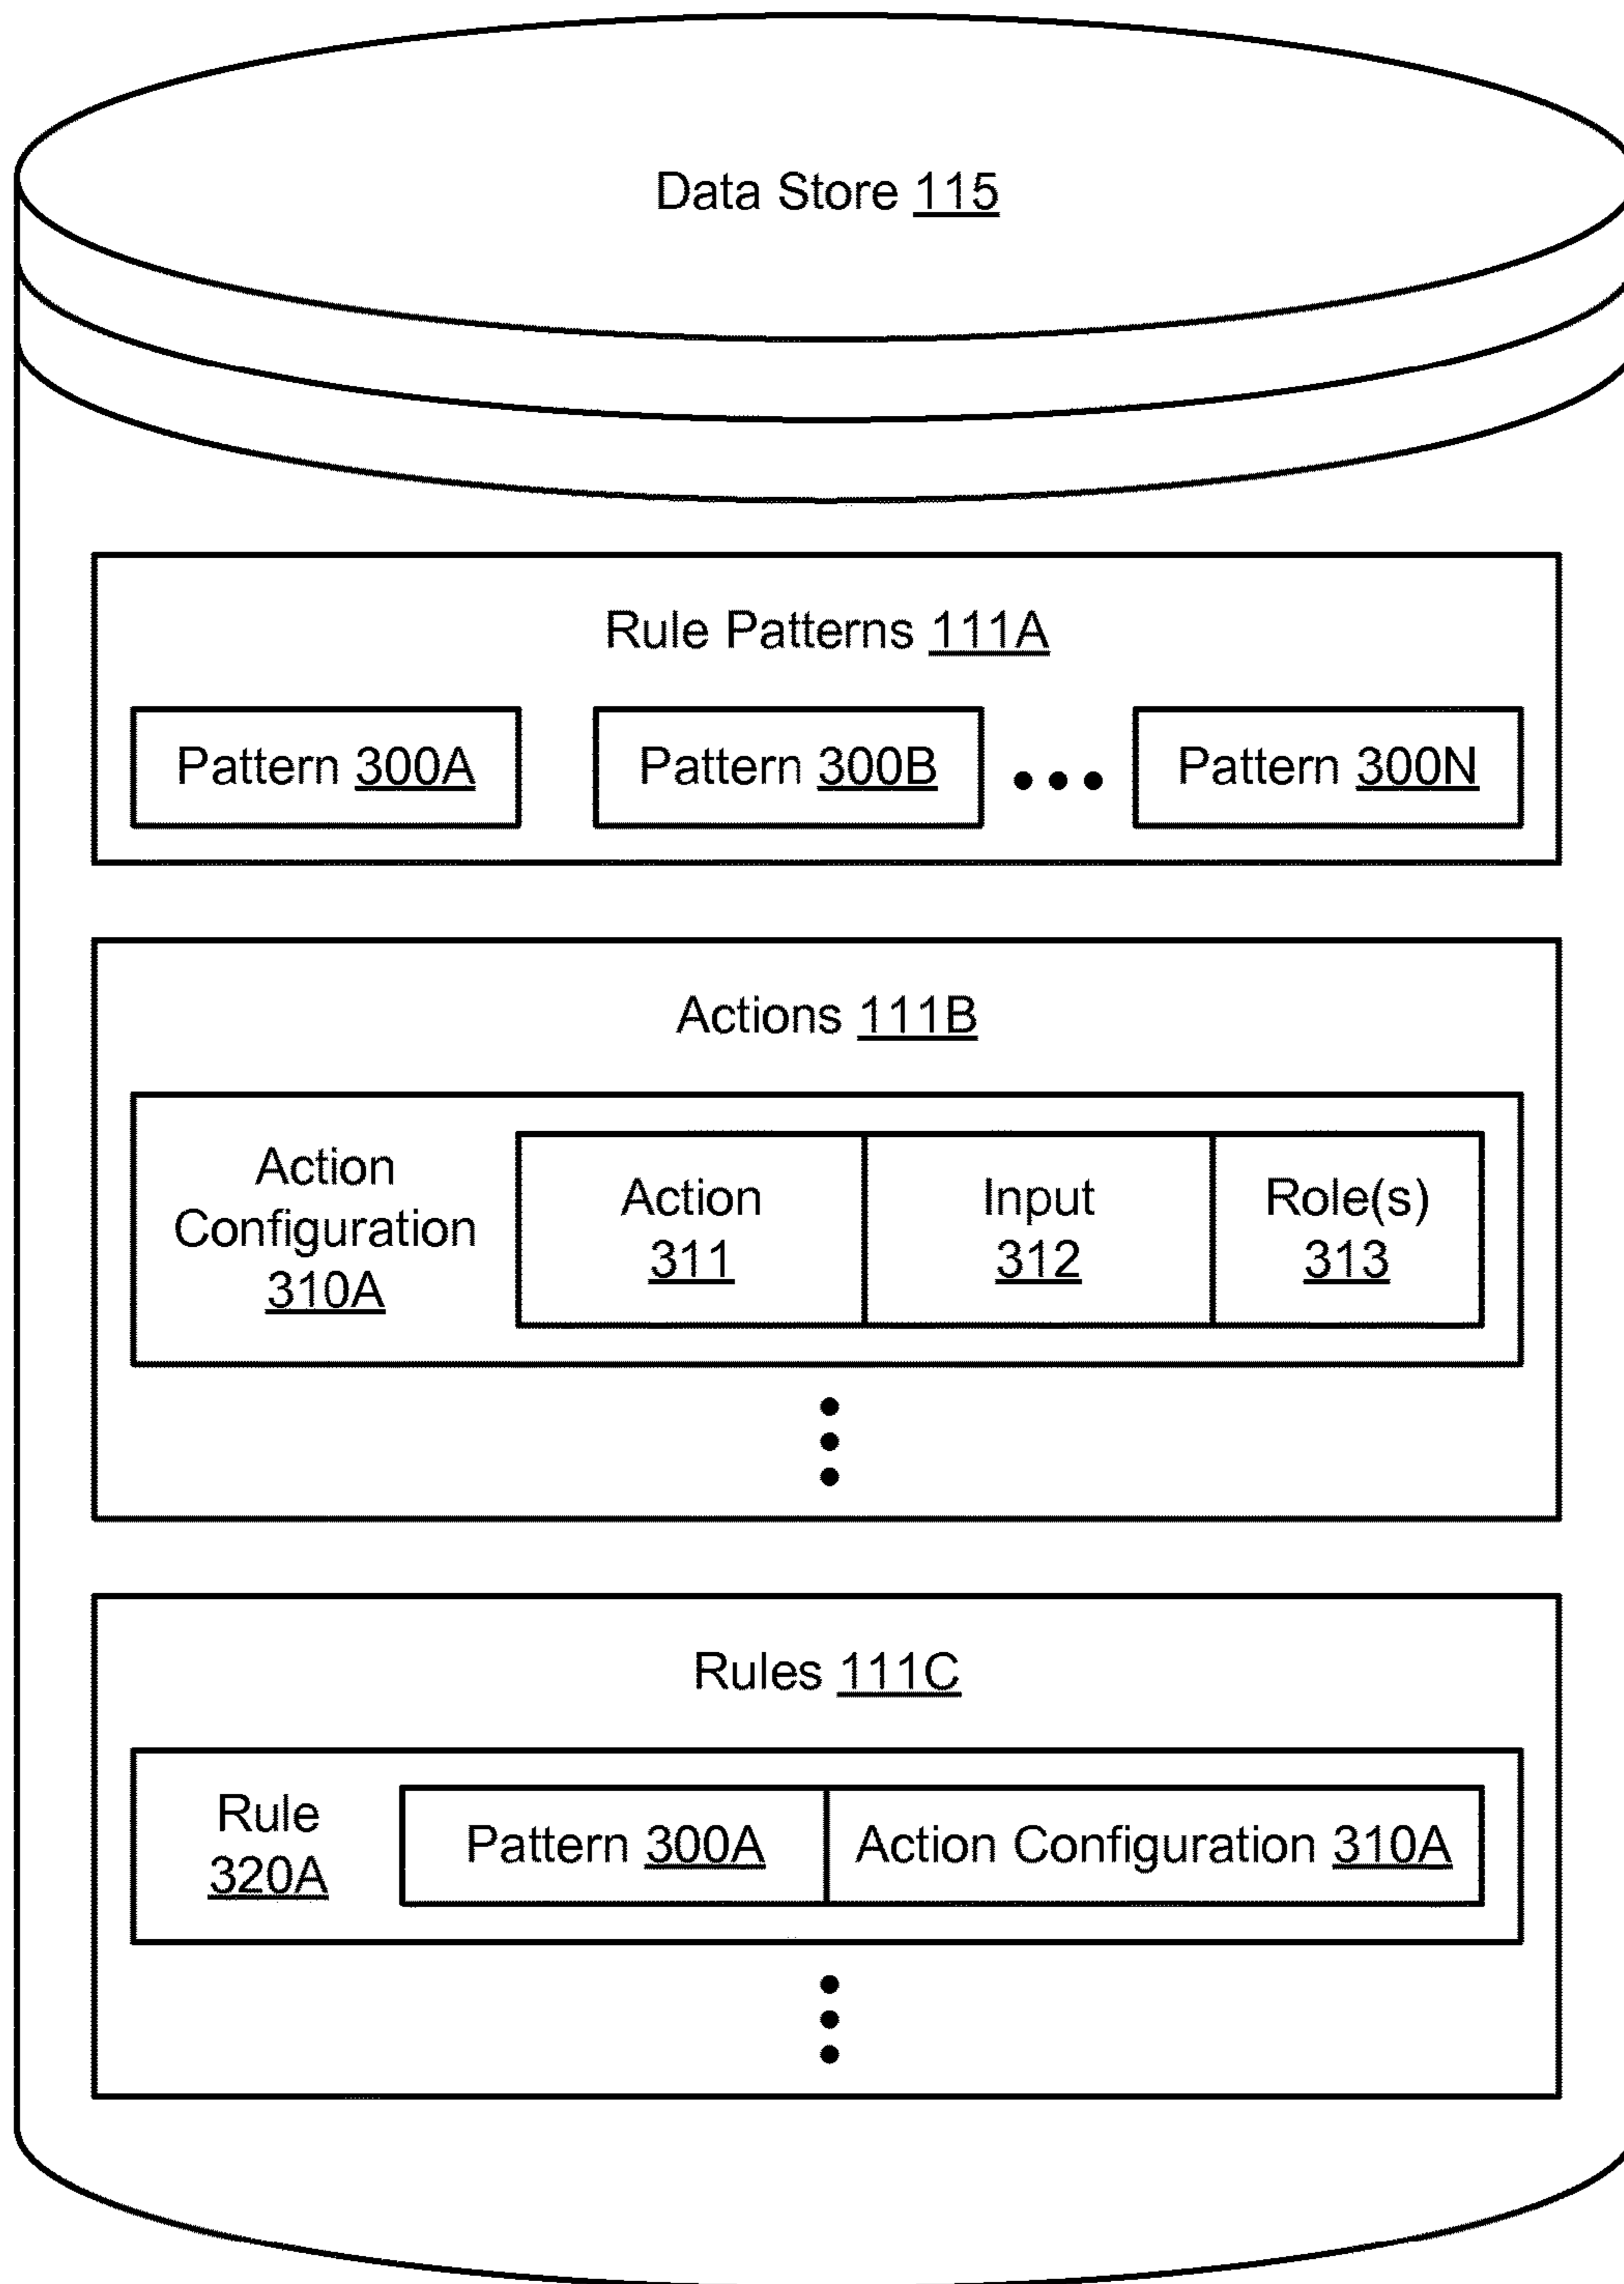 Data Store 115
Rule Patterns 111A
Pattern 300A
Pattern 300B
Pattern 300N
Actions 111B
Action
Configuration
310A
Action
311
Input
312
Role(s)
313
Rules 111C
Rule
320A
Pattern 300A
Action Configuration 310A